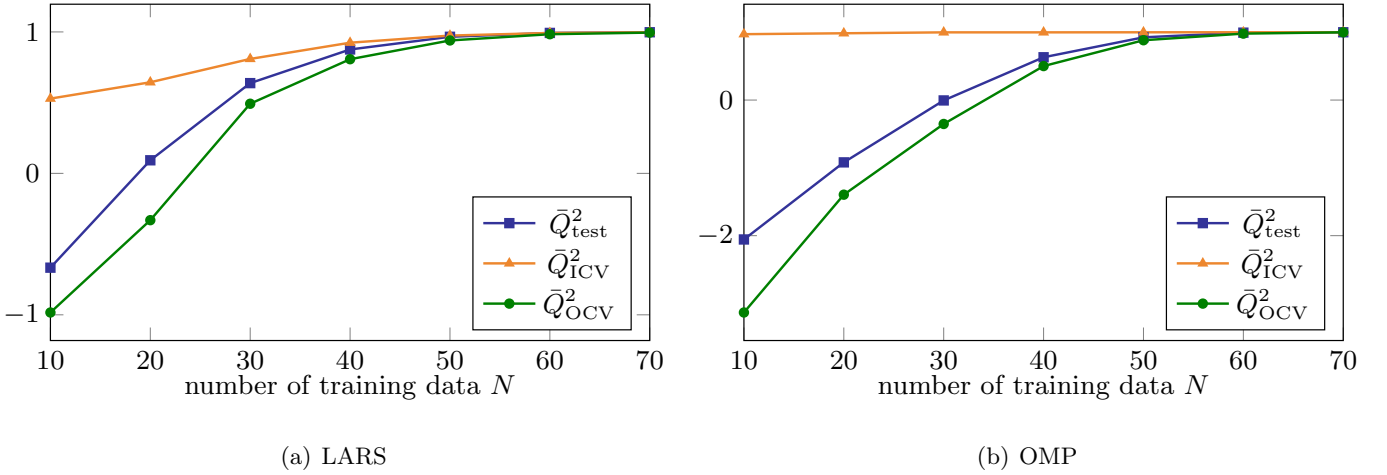 1
0
−1
10 20 30 40 50 60 70
number of training data N
Q̄²test
Q̄²ICV
Q̄²OCV
(a) LARS
0
−2
10 20 30 40 50 60 70
number of training data N
Q̄²test
Q̄²ICV
Q̄²OCV
(b) OMP